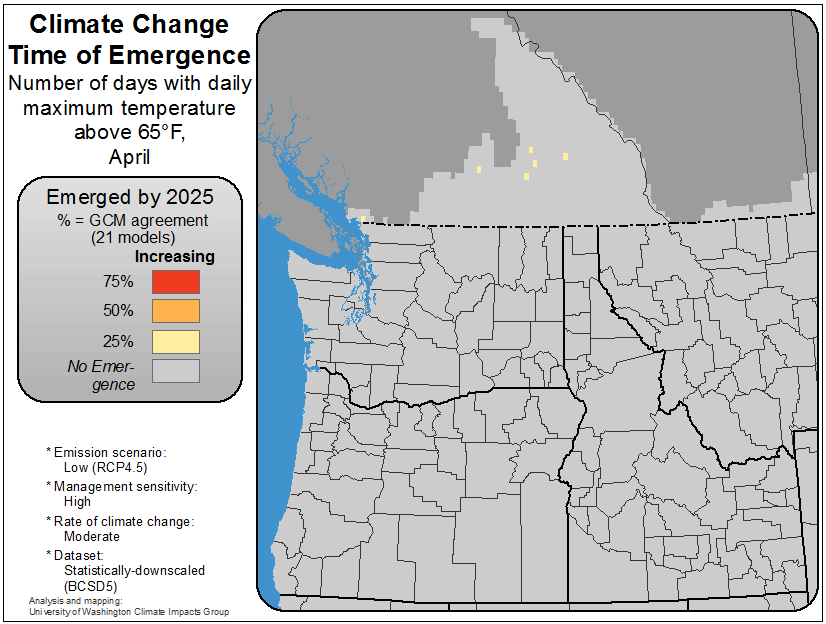 Climate Change
Time of Emergence
Number of days with daily
maximum temperature
above 65°F,
April
Emerged by 2025
% = GCM agreement
(21 models)
Increasing
75%
50%
25%
No Emer-
gence
* Emission scenario:
Low (RCP4.5)
* Management sensitivity:
High
* Rate of climate change:
Moderate
* Dataset:
Statistically-downscaled
(BCSD5)
Analysis and mapping:
University of Washington Climate Impacts Group